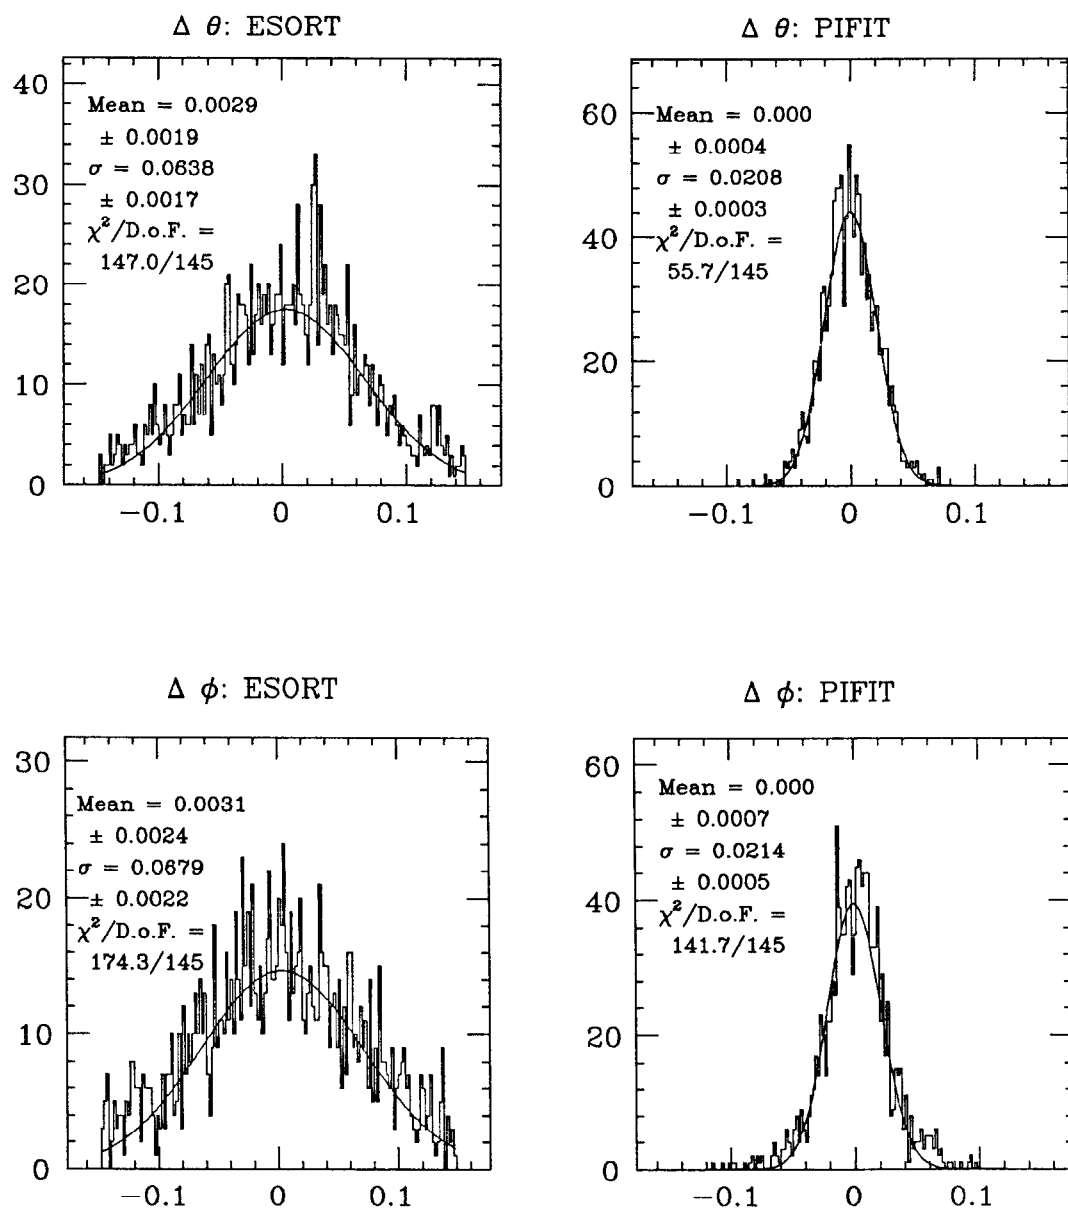 Δ θ: ESORT
40
30
20
10
0
Mean = 0.0029
± 0.0019
σ = 0.0638
± 0.0017
χ²/D.o.F. =
147.0/145
−0.1 0 0.1
Δ θ: PIFIT
60
40
20
0
Mean = 0.000
± 0.0004
σ = 0.0208
± 0.0003
χ²/D.o.F. =
55.7/145
−0.1 0 0.1
Δ ϕ: ESORT
30
20
10
0
Mean = 0.0031
± 0.0024
σ = 0.0679
± 0.0022
χ²/D.o.F. =
174.3/145
−0.1 0 0.1
Δ ϕ: PIFIT
60
40
20
0
Mean = 0.000
± 0.0007
σ = 0.0214
± 0.0005
χ²/D.o.F. =
141.7/145
−0.1 0 0.1